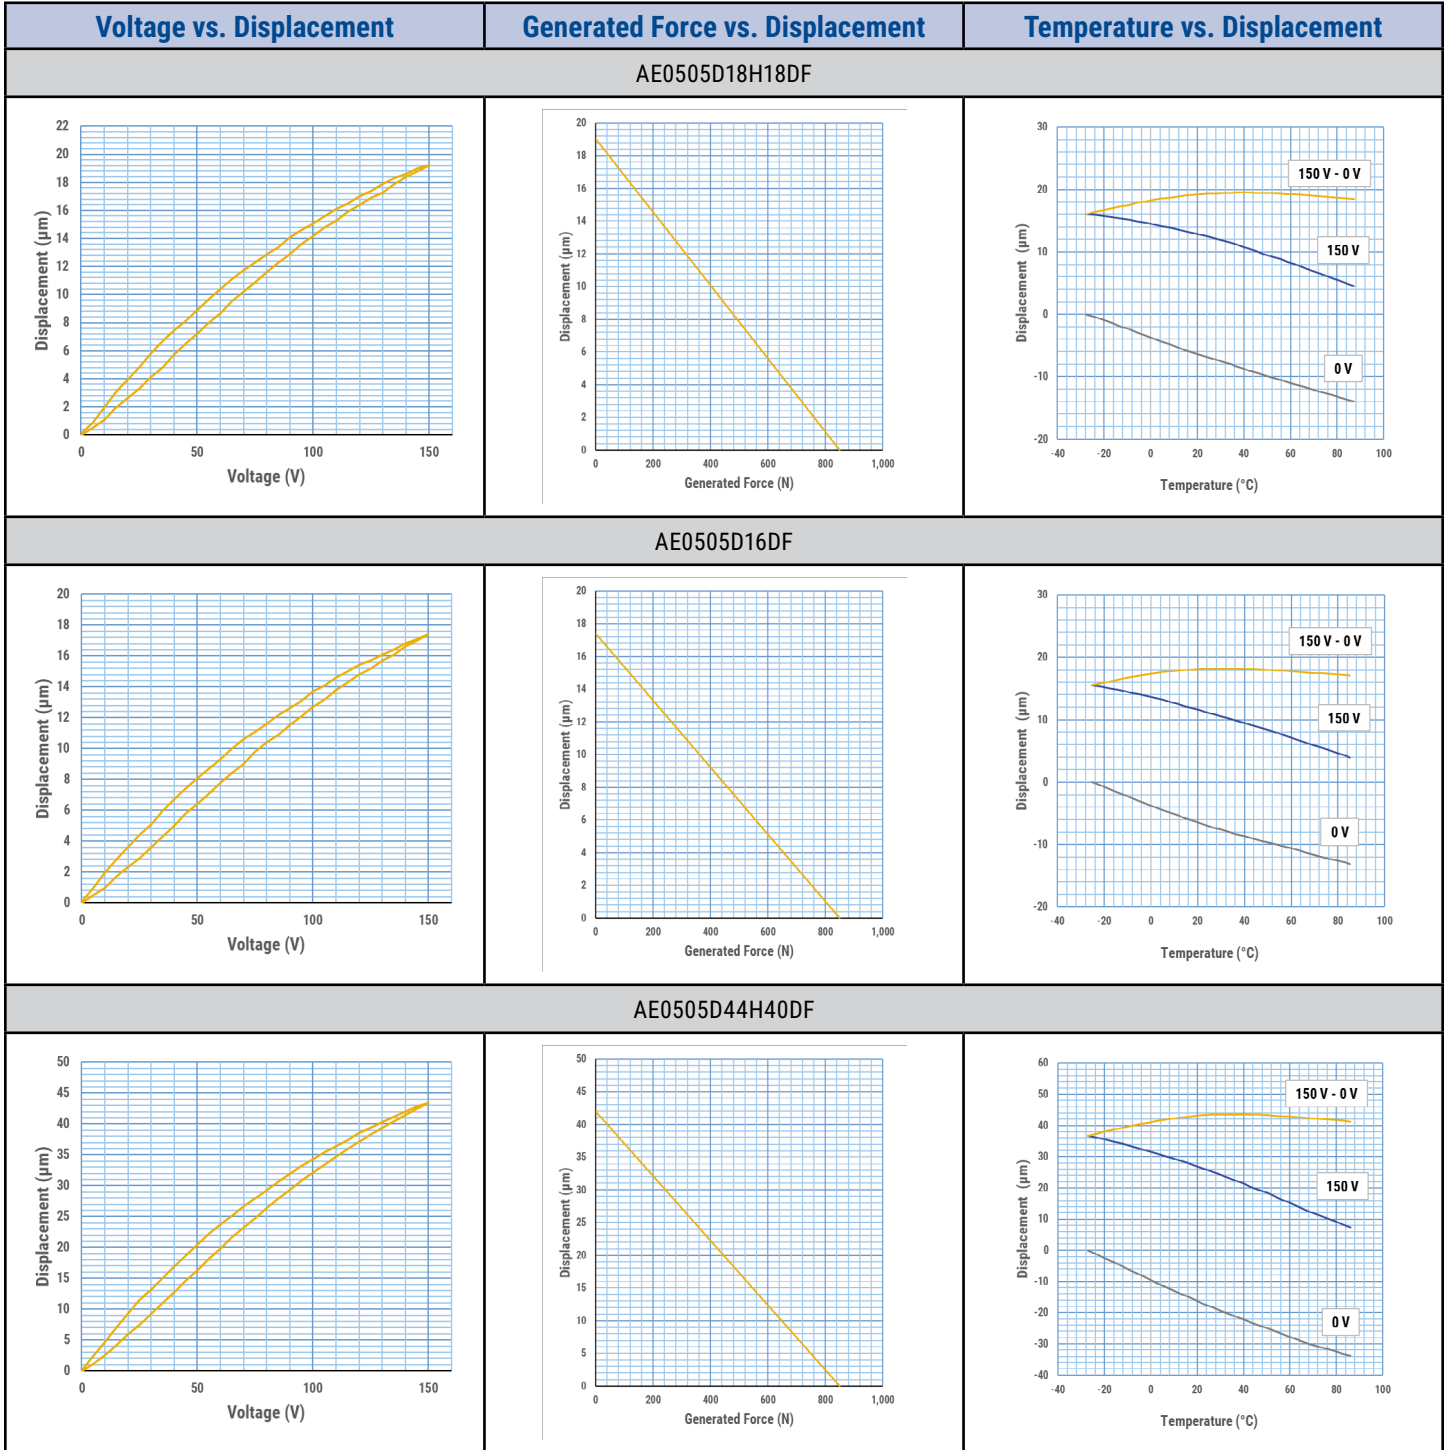 Voltage vs. Displacement
Generated Force vs. Displacement
Temperature vs. Displacement
AE0505D18H18DF
22
20
18
16
14
12
10
8
6
4
2
0
Displacement (µm)
0 50 100 150
Voltage (V)
20
18
16
14
12
10
8
6
4
2
0
Displacement (µm)
0 200 400 600 800 1,000
Generated Force (N)
30
20
10
0
-10
-20
Displacement (µm)
150 V - 0 V
150 V
0 V
-40 -20 0 20 40 60 80 100
Temperature (°C)
AE0505D16DF
20
18
16
14
12
10
8
6
4
2
0
Displacement (µm)
0 50 100 150
Voltage (V)
20
18
16
14
12
10
8
6
4
2
0
Displacement (µm)
0 200 400 600 800 1,000
Generated Force (N)
30
20
10
0
-10
-20
Displacement (µm)
150 V - 0 V
150 V
0 V
-40 -20 0 20 40 60 80 100
Temperature (°C)
AE0505D44H40DF
50
45
40
35
30
25
20
15
10
5
0
Displacement (µm)
0 50 100 150
Voltage (V)
50
45
40
35
30
25
20
15
10
5
0
Displacement (µm)
0 200 400 600 800 1,000
Generated Force (N)
60
50
40
30
20
10
0
-10
-20
-30
-40
Displacement (µm)
150 V - 0 V
150 V
0 V
-40 -20 0 20 40 60 80 100
Temperature (°C)